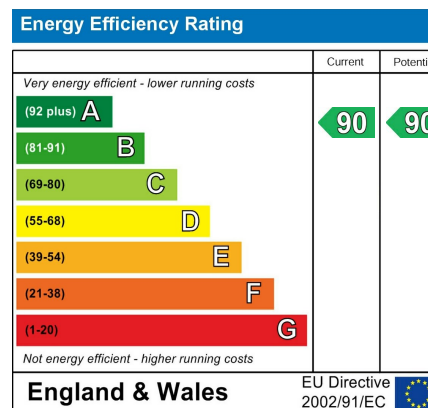 Energy Efficiency Rating
Current Potenti
Very energy efficient - lower running costs
(92 plus) A
(81-91) B
(69-80) C
(55-68) D
(39-54) E
(21-38) F
(1-20) G
90 90
Not energy efficient - higher running costs
England & Wales
EU Directive
2002/91/EC